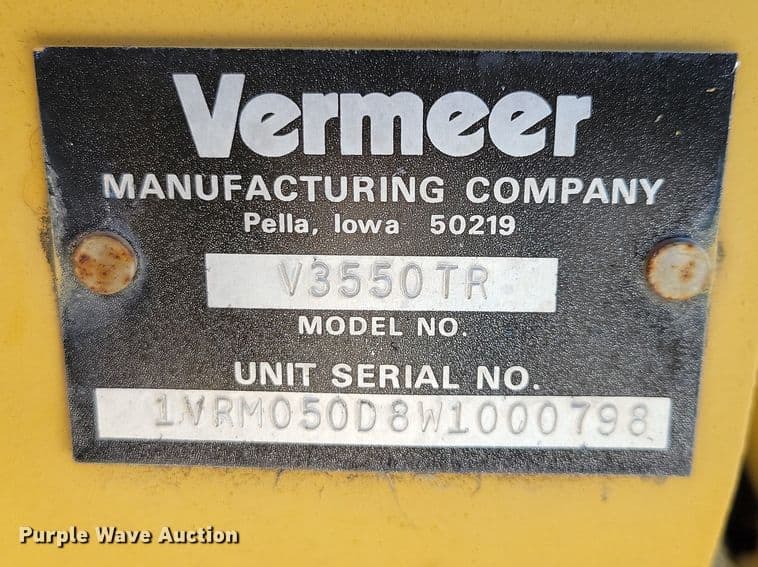 Vermeer
MANUFACTURING COMPANY
Pella, Iowa 50219
V3550TR
MODEL NO.
UNIT SERIAL NO.
1VRM050D8W1000798
Purple Wave Auction